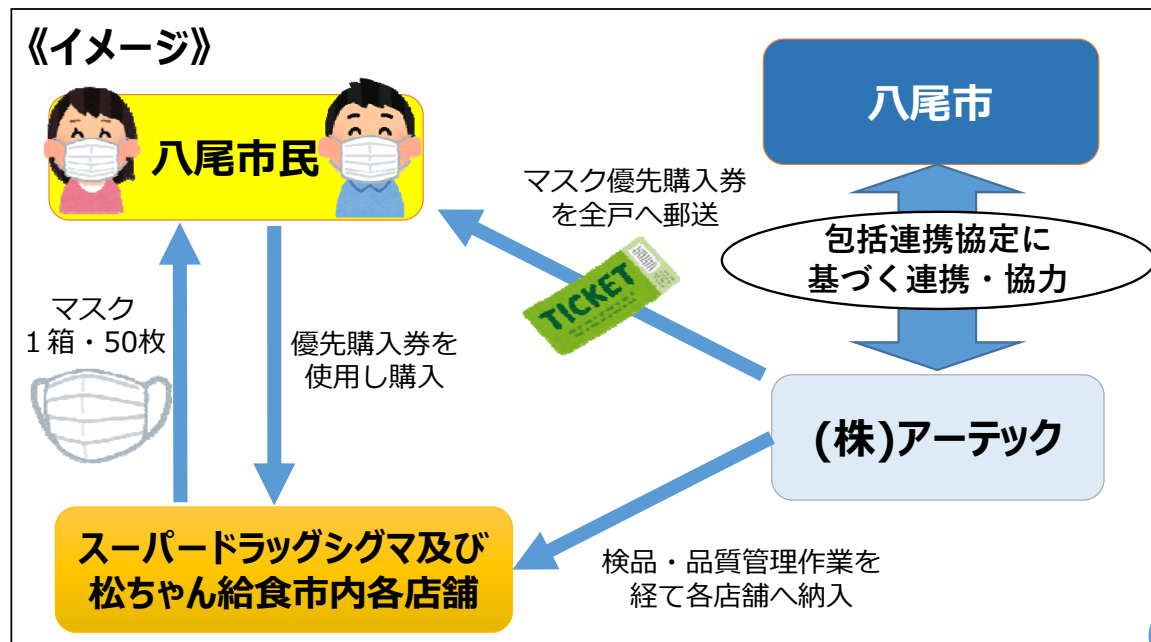 《イメージ》
八尾市民
八尾市
マスク優先購入券
を全戸へ郵送
TICKET
包括連携協定に
基づく連携・協力
マスク
１箱・50枚
優先購入券を
使用し購入
(株)アーテック
スーパードラッグシグマ及び
松ちゃん給食市内各店舗
検品・品質管理作業を
経て各店舗へ納入